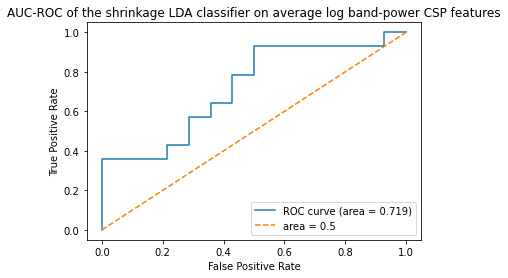 AUC-ROC of the shrinkage LDA classifier on average log band-power CSP features
True Positive Rate
1.0
0.8
0.6
0.4
0.2
0.0
ROC curve (area = 0.719)
area = 0.5
0.0 0.2 0.4 0.6 0.8 1.0
False Positive Rate